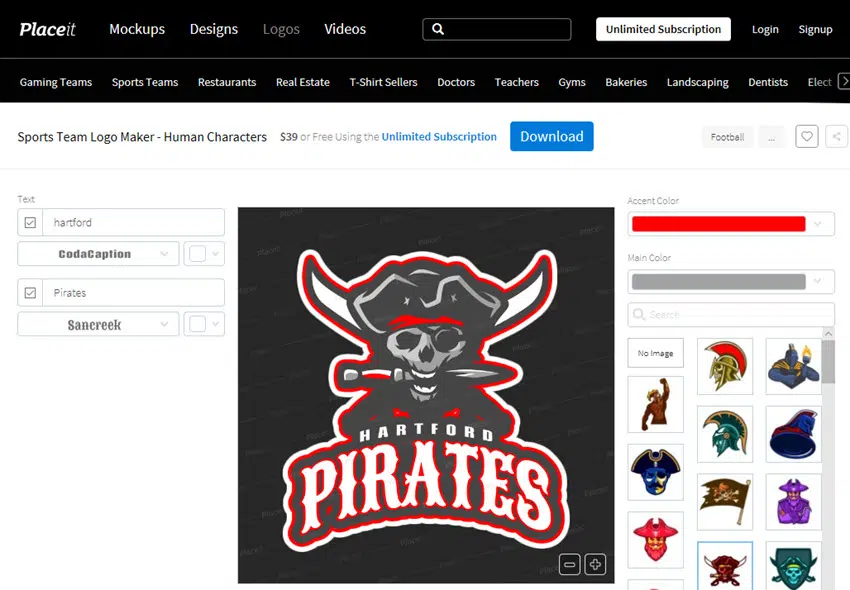 Placeit Mockups Designs Logos Videos Unlimited Subscription Login Signup
Gaming Teams Sports Teams Restaurants Real Estate T-Shirt Sellers Doctors Teachers Gyms Bakeries Landscaping Dentists Elect
Sports Team Logo Maker - Human Characters $39 or Free Using the Unlimited Subscription Download Football ...
Text
hartford
CodaCaption
Pirates
Sancreek
HARTFORD
PIRATES
Accent Color
Main Color
Search
No Image